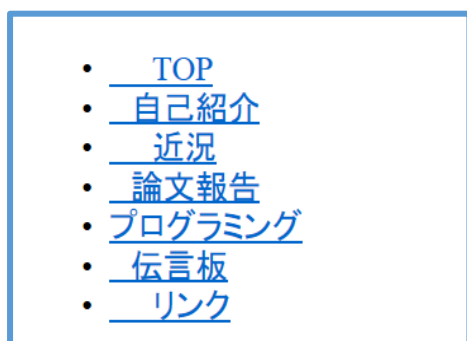 • TOP
• 自己紹介
• 近況
• 論文報告
• プログラミング
• 伝言板
• リンク